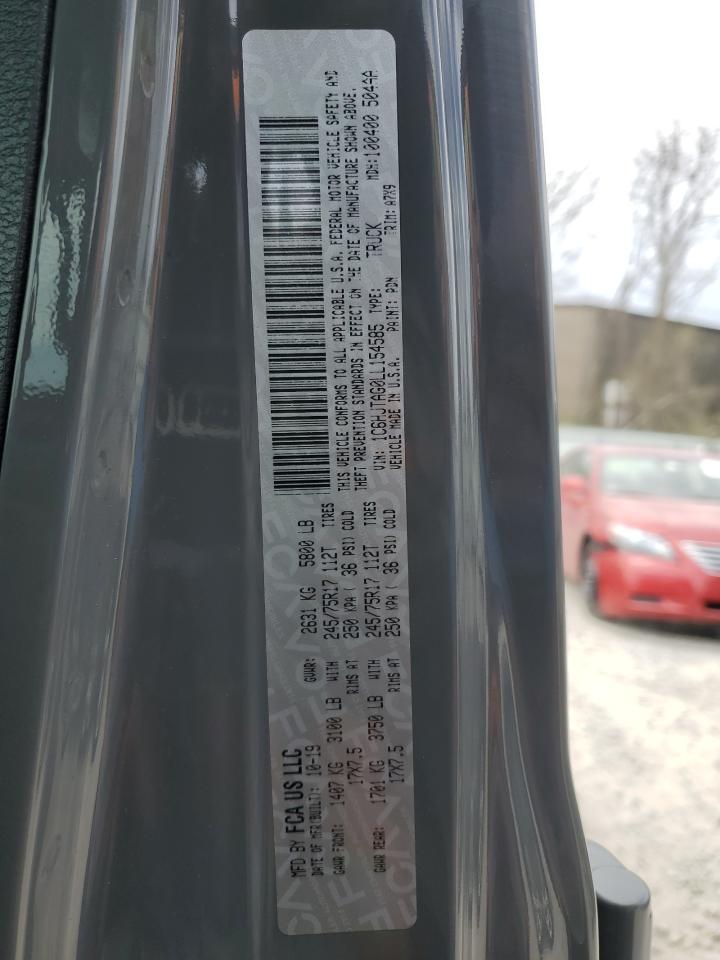 MFD BY FCA US LLC
DATE OF MFR(BUILT): 10-19 GVWR: 2631 KG 5800 LB
GAWR FRONT: 1407 KG 3100 LB WITH 245/75R17 112T TIRES
17X7.5 RIMS AT 250 KPA ( 36 PSI) COLD
GAWR REAR: 1701 KG 3750 LB WITH 245/75R17 112T TIRES
17X7.5 RIMS AT 250 KPA ( 36 PSI) COLD
THIS VEHICLE CONFORMS TO ALL APPLICABLE U.S.A. FEDERAL MOTOR VEHICLE SAFETY AND
THEFT PREVENTION STANDARDS IN EFFECT ON THE DATE OF MANUFACTURE SHOWN ABOVE.
VIN: 1C6HJTAG0LL154585 TYPE: TRUCK MDH:100400 5044A
VEHICLE MADE IN U.S.A. PAINT: PDN TRIM: A7X9